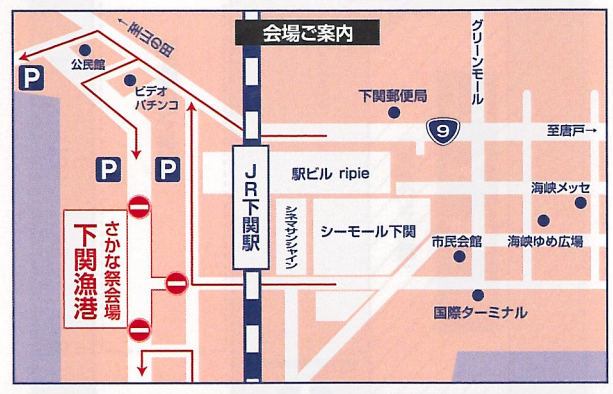 会場ご案内
←至山の田
グリーンモール
公民館
P
ビデオ
パチンコ
下関郵便局
9
至唐戸→
P
P
JR下関駅
駅ビル ripie
海峡メッセ
シネマサンシャイン
シーモール下関
市民会館
海峡ゆめ広場
さかな祭会場
下関漁港
国際ターミナル